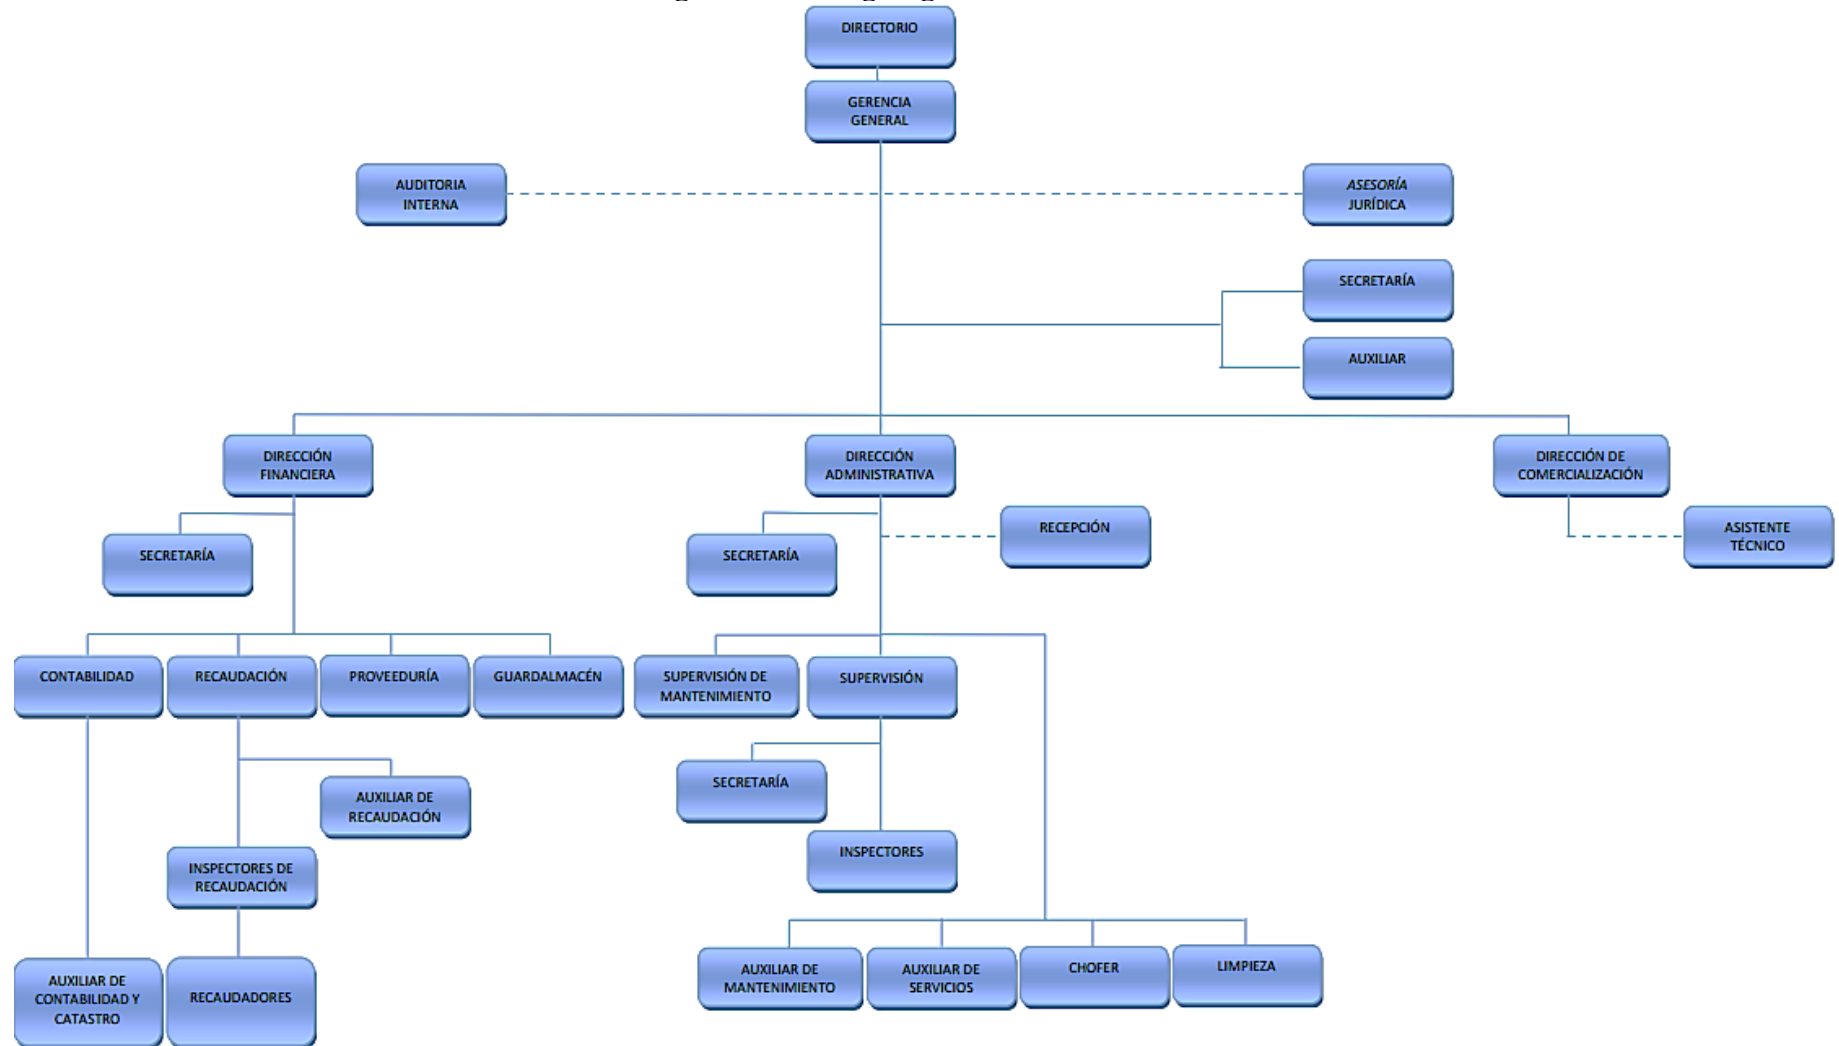 DIRECTORIO
GERENCIA
GENERAL
AUDITORIA
INTERNA
ASESORÍA
JURÍDICA
SECRETARÍA
AUXILIAR
DIRECCIÓN
FINANCIERA
DIRECCIÓN
ADMINISTRATIVA
DIRECCIÓN DE
COMERCIALIZACIÓN
SECRETARÍA
SECRETARÍA
RECEPCIÓN
ASISTENTE
TÉCNICO
CONTABILIDAD
RECAUDACIÓN
PROVEEDURÍA
GUARDALMACÉN
SUPERVISIÓN DE
MANTENIMIENTO
SUPERVISIÓN
SECRETARÍA
AUXILIAR DE
RECAUDACIÓN
INSPECTORES DE
RECAUDACIÓN
INSPECTORES
AUXILIAR DE
CONTABILIDAD Y
CATASTRO
RECAUDADORES
AUXILIAR DE
MANTENIMIENTO
AUXILIAR DE
SERVICIOS
CHOFER
LIMPIEZA